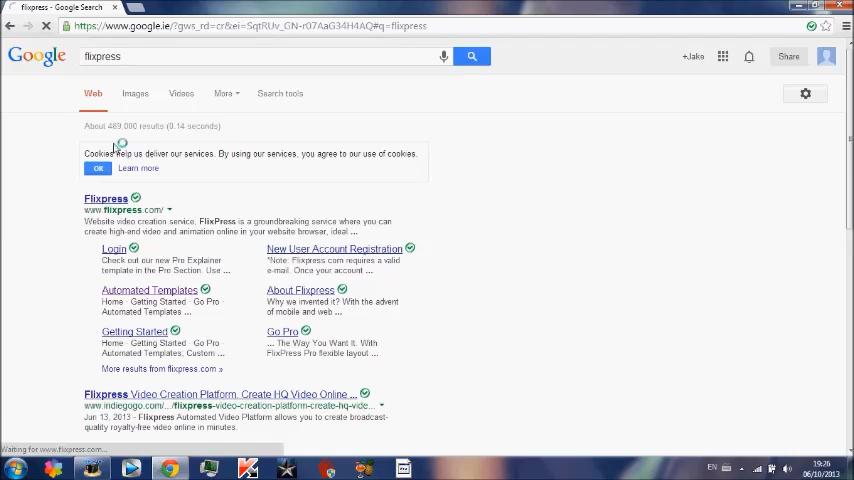 flixpress - Google Search
https://www.google.ie/?gws_rd=cr&ei=SqtRUv_GN-r07AaG34H4AQ#q=flixpress
Google flixpress +Jake Share
Web Images Videos More Search tools
About 489,000 results (0.14 seconds)
Cookies help us deliver our services. By using our services, you agree to our use of cookies.
OK Learn more
Flixpress
www.flixpress.com/
Website video creation service, FlixPress is a groundbreaking service where you can
create high-end video and animation online in your website browser, ideal ...
Login New User Account Registration
Check out our new Pro Explainer *Note: Flixpress.com requires a valid
template in the Pro Section. Use ... e-mail. Once your account ...
Automated Templates About Flixpress
Home · Getting Started · Go Pro · Why we invented it? With the advent
Automated Templates ... of mobile and web ...
Getting Started Go Pro
Home · Getting Started · Go Pro · ... The Way You Want It. With
Automated Templates; Custom ... FlixPress Pro flexible layout ...
More results from flixpress.com »
Flixpress Video Creation Platform. Create HQ Video Online ...
www.indiegogo.com/.../flixpress-video-creation-platform-create-hq-vide...
Jun 13, 2013 - Flixpress Automated Video Platform allows you to create broadcast-
quality royalty-free video online in minutes.
Waiting for www.flixpress.com...
EN 19:26
06/10/2013